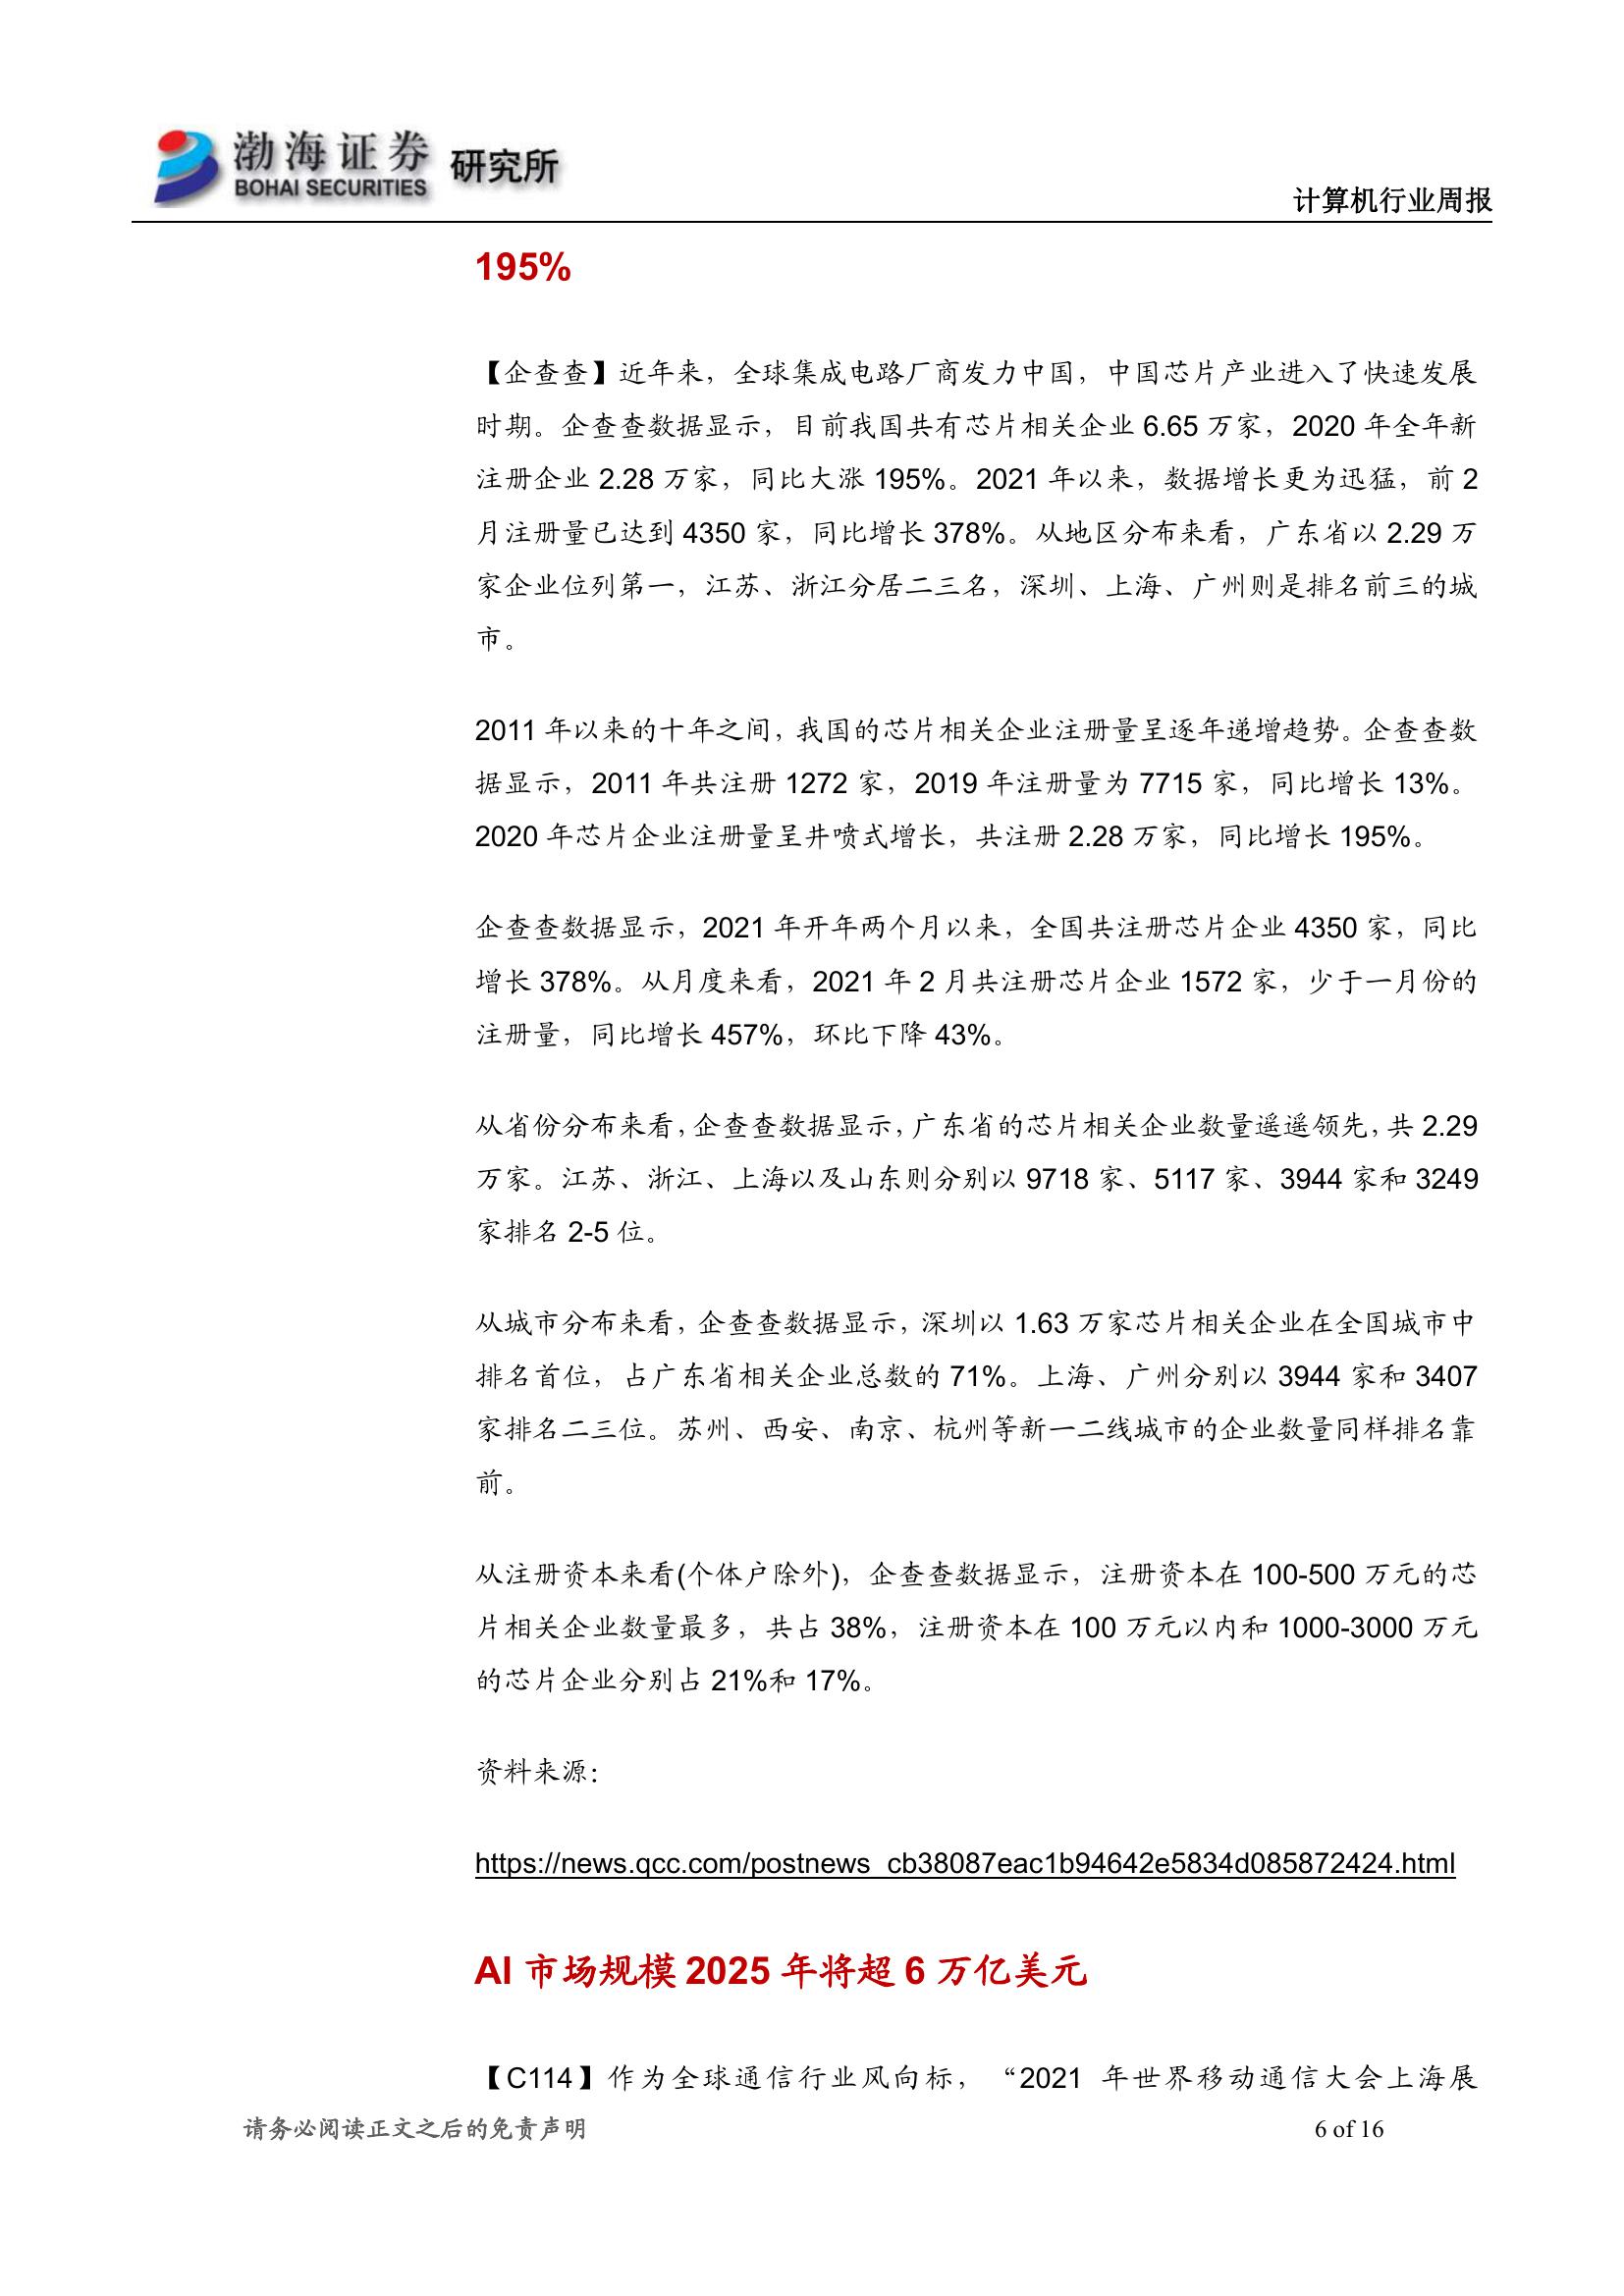 渤海证券 研究所
BOHAI SECURITIES
计算机行业周报
195%
【企查查】近年来，全球集成电路厂商发力中国，中国芯片产业进入了快速发展
时期。企查查数据显示，目前我国共有芯片相关企业 6.65 万家，2020 年全年新
注册企业 2.28 万家，同比大涨 195%。2021 年以来，数据增长更为迅猛，前 2
月注册量已达到 4350 家，同比增长 378%。从地区分布来看，广东省以 2.29 万
家企业位列第一，江苏、浙江分居二三名，深圳、上海、广州则是排名前三的城
市。
2011 年以来的十年之间，我国的芯片相关企业注册量呈逐年递增趋势。企查查数
据显示，2011 年共注册 1272 家，2019 年注册量为 7715 家，同比增长 13%。
2020 年芯片企业注册量呈井喷式增长，共注册 2.28 万家，同比增长 195%。
企查查数据显示，2021 年开年两个月以来，全国共注册芯片企业 4350 家，同比
增长 378%。从月度来看，2021 年 2 月共注册芯片企业 1572 家，少于一月份的
注册量，同比增长 457%，环比下降 43%。
从省份分布来看，企查查数据显示，广东省的芯片相关企业数量遥遥领先，共 2.29
万家。江苏、浙江、上海以及山东则分别以 9718 家、5117 家、3944 家和 3249
家排名 2-5 位。
从城市分布来看，企查查数据显示，深圳以 1.63 万家芯片相关企业在全国城市中
排名首位，占广东省相关企业总数的 71%。上海、广州分别以 3944 家和 3407
家排名二三位。苏州、西安、南京、杭州等新一二线城市的企业数量同样排名靠
前。
从注册资本来看(个体户除外)，企查查数据显示，注册资本在 100-500 万元的芯
片相关企业数量最多，共占 38%，注册资本在 100 万元以内和 1000-3000 万元
的芯片企业分别占 21%和 17%。
资料来源：
https://news.qcc.com/postnews_cb38087eac1b94642e5834d085872424.html
AI 市场规模 2025 年将超 6 万亿美元
【C114】作为全球通信行业风向标，“2021 年世界移动通信大会上海展
请务必阅读正文之后的免责声明
6 of 16